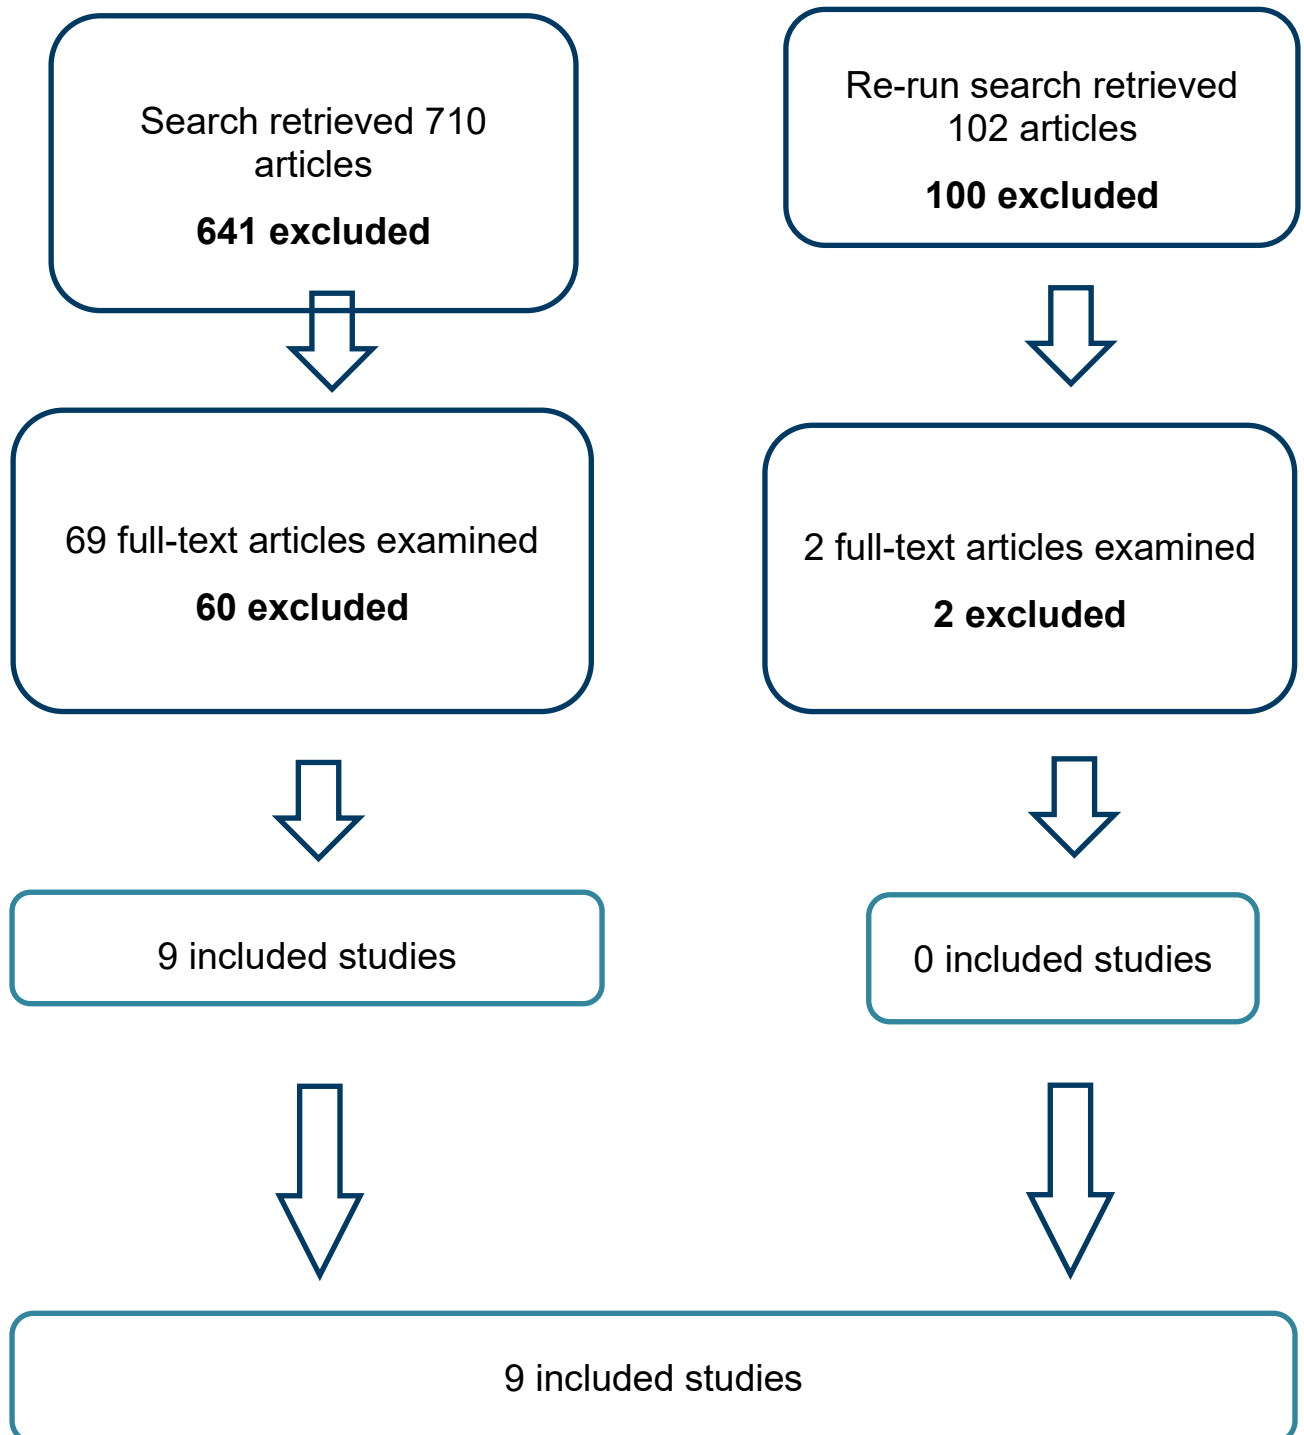 Search retrieved 710
articles
641 excluded
Re-run search retrieved
102 articles
100 excluded
69 full-text articles examined
60 excluded
2 full-text articles examined
2 excluded
9 included studies
0 included studies
9 included studies